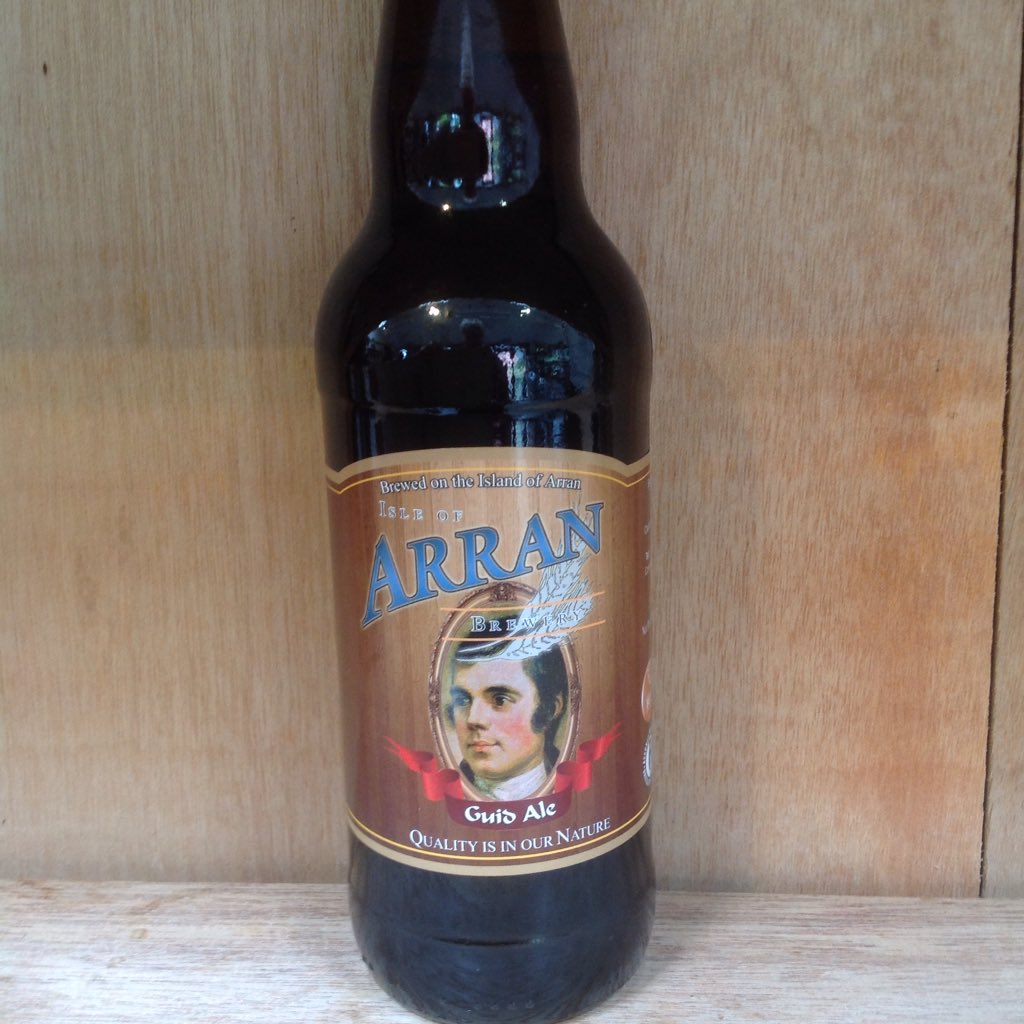 Brewed on the Island of Arran
ISLE OF
ARRAN
BREWERY
Guid Ale
QUALITY IS IN OUR NATURE